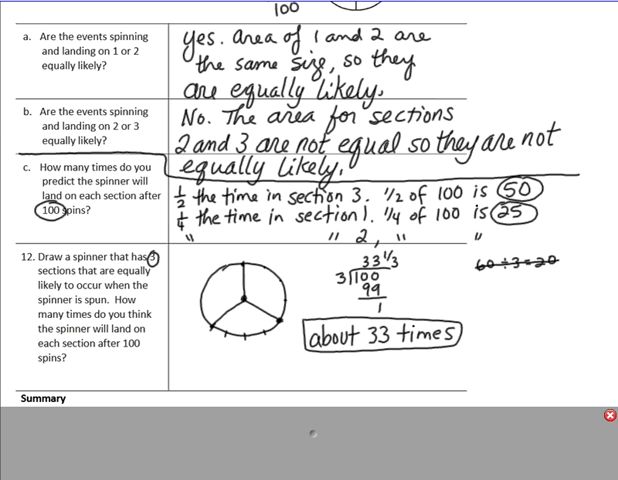 100
a. Are the events spinning
and landing on 1 or 2
equally likely?
yes. Area of 1 and 2 are
the same size, so they
are equally likely.
b. Are the events spinning
and landing on 2 or 3
equally likely?
No. The area for sections
2 and 3 are not equal so they are not
equally likely.
c. How many times do you
predict the spinner will
land on each section after
100 spins?
1/2 the time in section 3. 1/2 of 100 is 50
1/4 the time in section 1. 1/4 of 100 is 25
" " 2, " "
12. Draw a spinner that has 3
sections that are equally
likely to occur when the
spinner is spun. How
many times do you think
the spinner will land on
each section after 100
spins?
33 1/3
3)100
99
1
about 33 times
60 ÷ 3 = 20
Summary